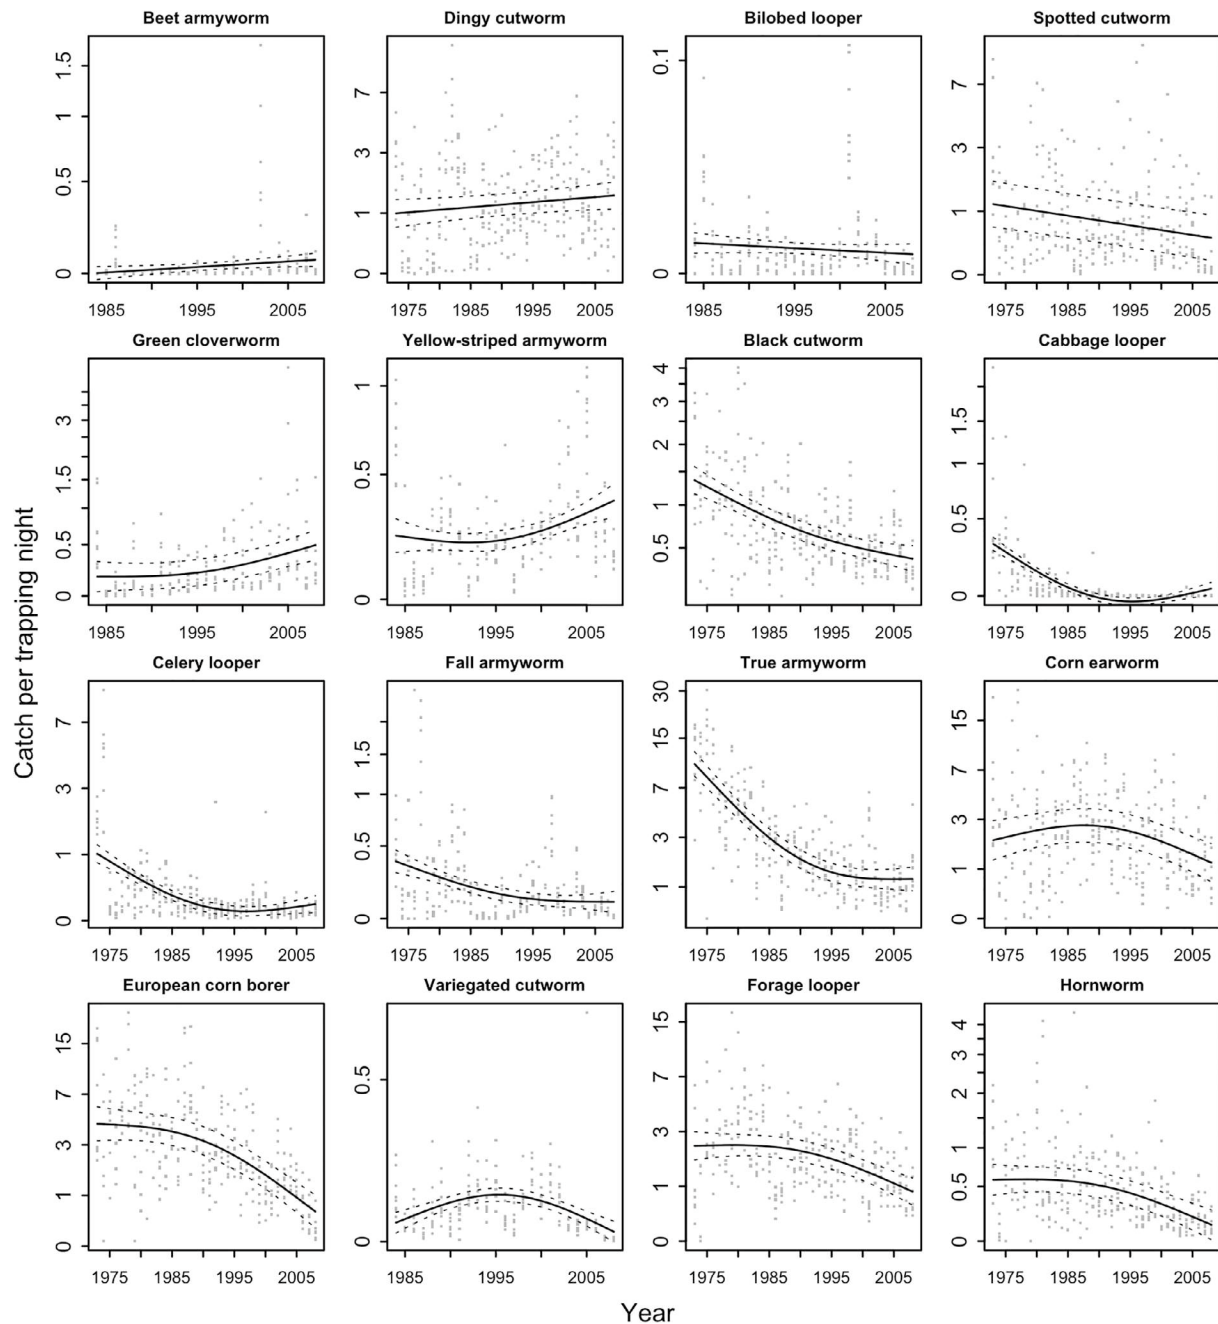 Beet armyworm Dingy cutworm Bilobed looper Spotted cutworm
1.5 7 0.1 7
1 3 3
0.5 1 0.05 1
0 0 0 0
1985 1995 2005 1975 1985 1995 2005 1985 1995 2005 1975 1985 1995 2005
Green cloverworm Yellow-striped armyworm Black cutworm Cabbage looper
3 1 4 1.5
1.5 0.5 3 1
0.5 0 2 0.5
0 1 0
0.5
1985 1995 2005 1985 1995 2005 1975 1985 1995 2005 1975 1985 1995 2005
Catch per trapping night
Celery looper Fall armyworm True armyworm Corn earworm
7 1.5 30 15
3 1 15 7
1 0.5 7 3
0 0 3 1
1 0
1975 1985 1995 2005 1975 1985 1995 2005 1975 1985 1995 2005 1975 1985 1995 2005
European corn borer Variegated cutworm Forage looper Hornworm
15 0.5 15 4
7 0 7 3
3 3 2
1 1 1
0 0 0.5
0
1975 1985 1995 2005 1985 1995 2005 1975 1985 1995 2005 1975 1985 1995 2005
Year